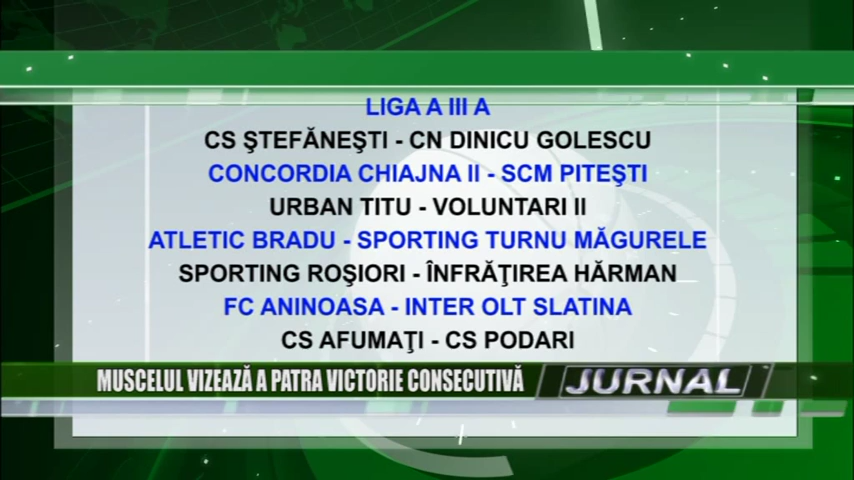 LIGA A III A
CS ŞTEFĂNEŞTI - CN DINICU GOLESCU
CONCORDIA CHIAJNA II - SCM PITEŞTI
URBAN TITU - VOLUNTARI II
ATLETIC BRADU - SPORTING TURNU MĂGURELE
SPORTING ROŞIORI - ÎNFRĂŢIREA HĂRMAN
FC ANINOASA - INTER OLT SLATINA
CS AFUMAŢI - CS PODARI
MUSCELUL VIZEAZĂ A PATRA VICTORIE CONSECUTIVĂ
JURNAL